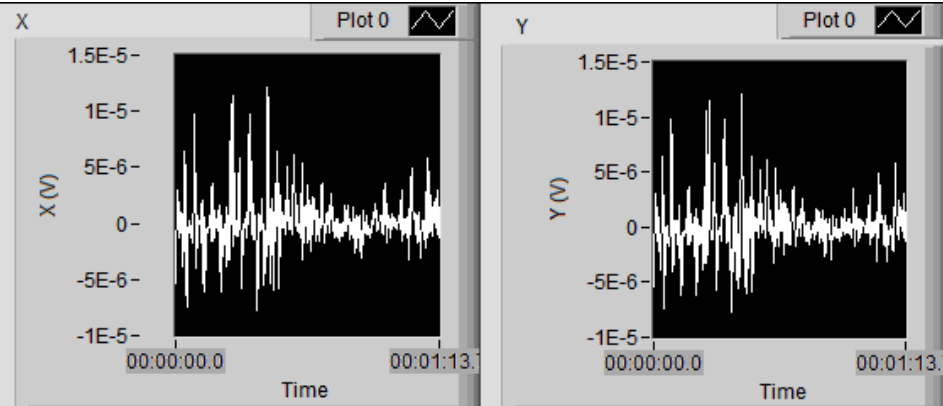 X
Plot 0
1.5E-5
1E-5
5E-6
0
-5E-6
-1E-5
X (V)
00:00:00.0
00:01:13.
Time
Y
Plot 0
1.5E-5
1E-5
5E-6
0
-5E-6
-1E-5
Y (V)
00:00:00.0
00:01:13.
Time